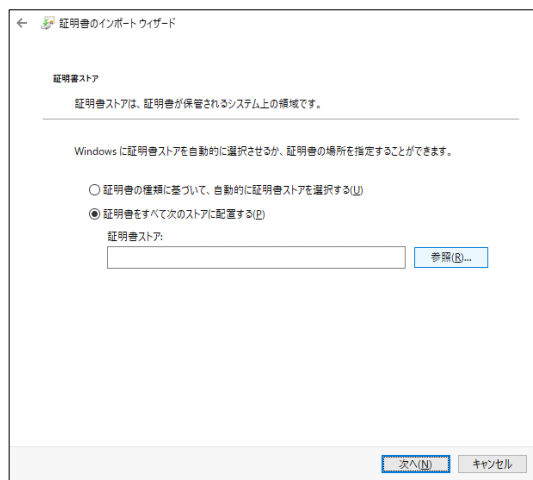 証明書のインポート ウィザード
証明書ストア
証明書ストアは、証明書が保管されるシステム上の領域です。
Windows に証明書ストアを自動的に選択させるか、証明書の場所を指定することができます。
証明書の種類に基づいて、自動的に証明書ストアを選択する(U)
証明書をすべて次のストアに配置する(P)
証明書ストア:
参照(R)...
次へ(N) キャンセル